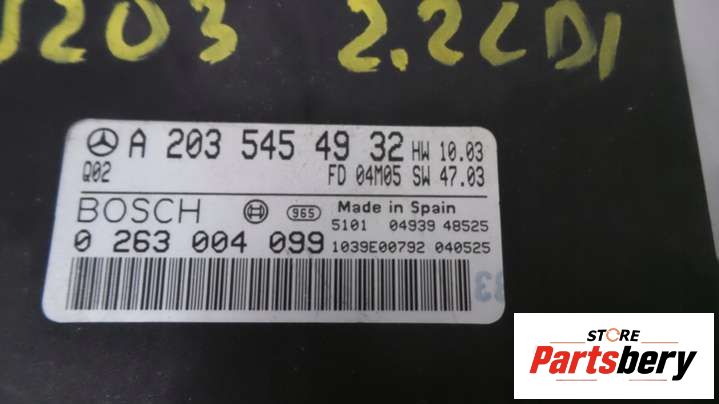 W203 2.2CDI
A 203 545 49 32 HW 10.03
Q02 FD 04M05 SW 47.03
BOSCH 965 Made in Spain
5101 04939 48525
0 263 004 099 1039E00792 040525
STORE
Partsbery